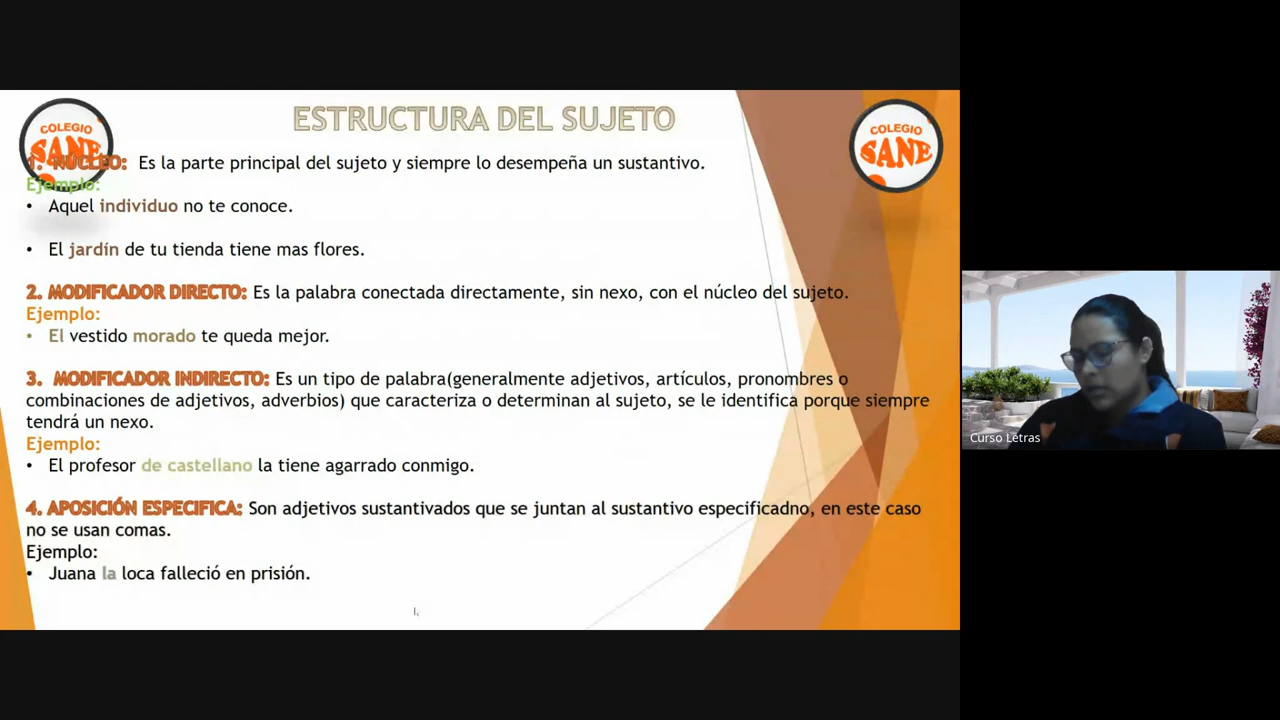 ESTRUCTURA DEL SUJETO
COLEGIO
SANE
COLEGIO
SANE
1. NÚCLEO: Es la parte principal del sujeto y siempre lo desempeña un sustantivo.
Ejemplo:
• Aquel individuo no te conoce.
• El jardín de tu tienda tiene mas flores.
2. MODIFICADOR DIRECTO: Es la palabra conectada directamente, sin nexo, con el núcleo del sujeto.
Ejemplo:
• El vestido morado te queda mejor.
3. MODIFICADOR INDIRECTO: Es un tipo de palabra(generalmente adjetivos, artículos, pronombres o
combinaciones de adjetivos, adverbios) que caracteriza o determinan al sujeto, se le identifica porque siempre
tendrá un nexo.
Ejemplo:
• El profesor de castellano la tiene agarrado conmigo.
4. APOSICIÓN ESPECIFICA: Son adjetivos sustantivados que se juntan al sustantivo especificadno, en este caso
no se usan comas.
Ejemplo:
• Juana la loca falleció en prisión.
Curso Letras